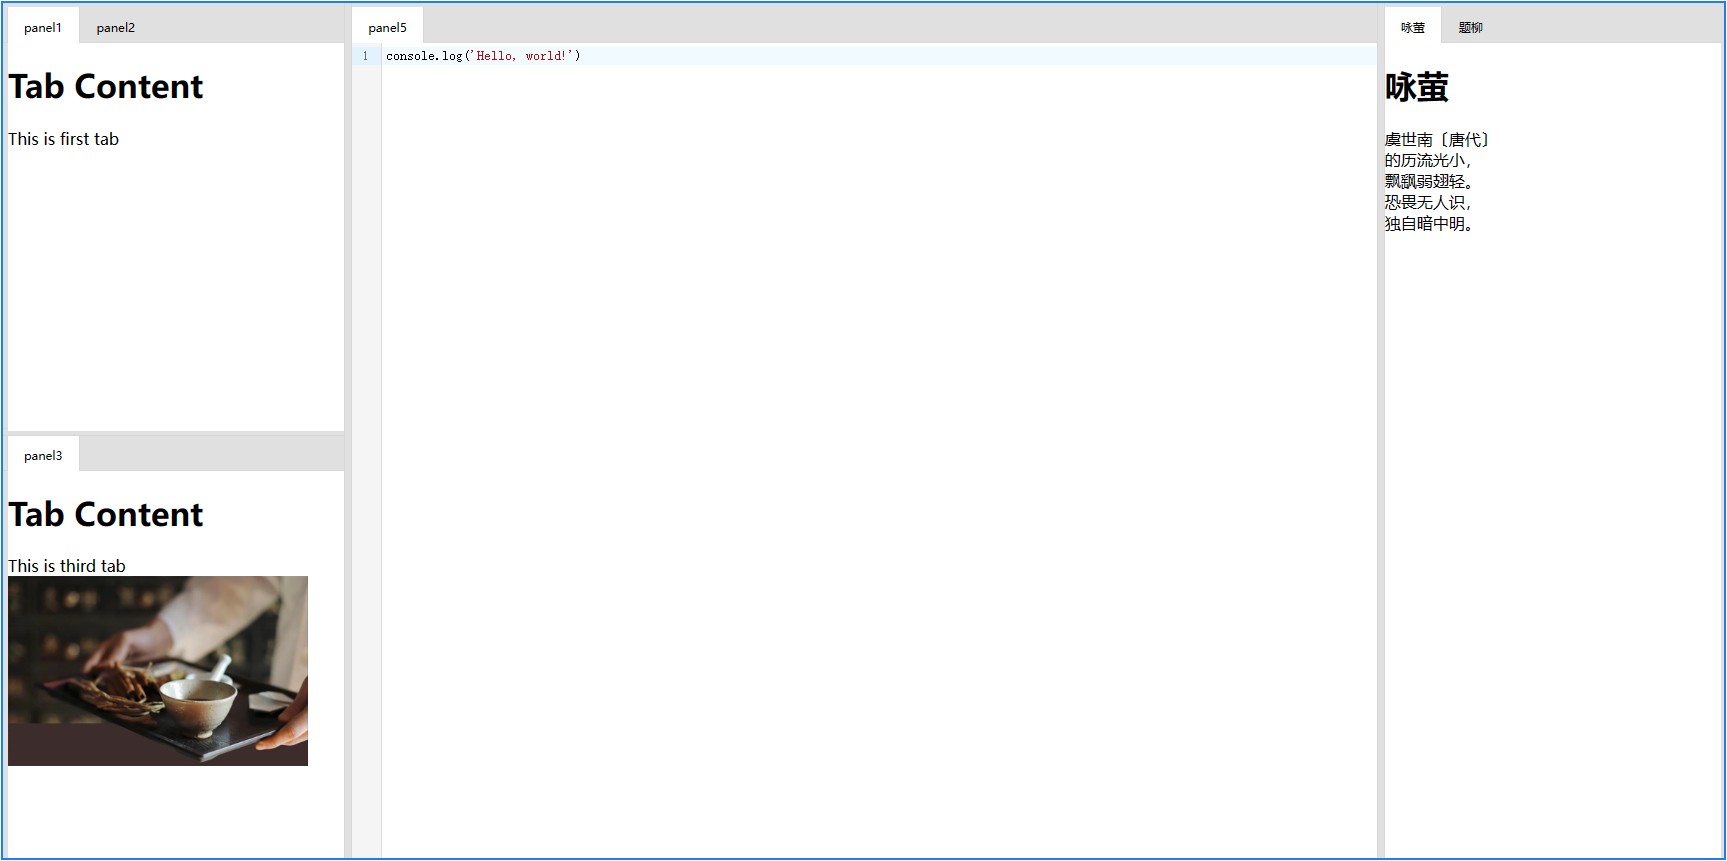 panel1 panel2
Tab Content
This is first tab
panel3
Tab Content
This is third tab
panel5
1 console.log('Hello, world!')
咏萤 题柳
咏萤
虞世南〔唐代〕
的历流光小，
飘飖弱翅轻。
恐畏无人识，
独自暗中明。